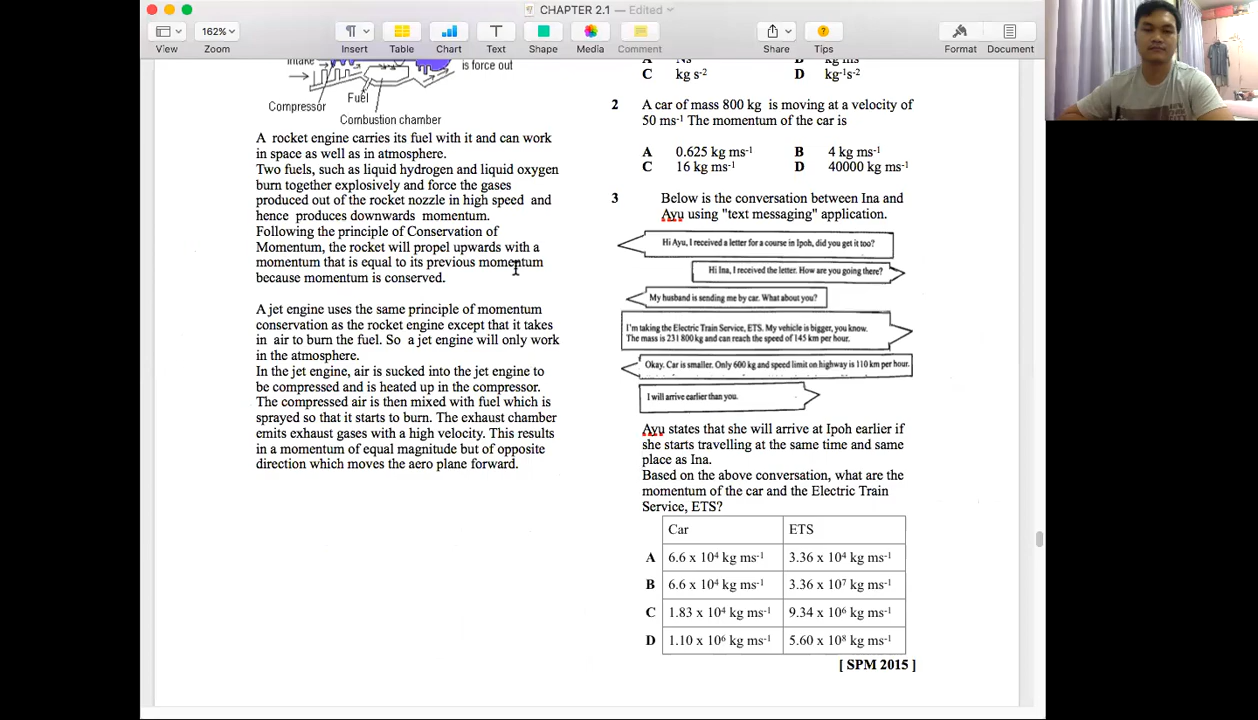 CHAPTER 2.1 — Edited
162%
View
Zoom
Insert
Table
Chart
Text
Shape
Media
Comment
Share
Tips
Format
Document
Intake
is force out
Fuel
Compressor
Combustion chamber
A rocket engine carries its fuel with it and can work
in space as well as in atmosphere.
Two fuels, such as liquid hydrogen and liquid oxygen
burn together explosively and force the gases
produced out of the rocket nozzle in high speed and
hence produces downwards momentum.
Following the principle of Conservation of
Momentum, the rocket will propel upwards with a
momentum that is equal to its previous momentum
because momentum is conserved.
A jet engine uses the same principle of momentum
conservation as the rocket engine except that it takes
in air to burn the fuel. So a jet engine will only work
in the atmosphere.
In the jet engine, air is sucked into the jet engine to
be compressed and is heated up in the compressor.
The compressed air is then mixed with fuel which is
sprayed so that it starts to burn. The exhaust chamber
emits exhaust gases with a high velocity. This results
in a momentum of equal magnitude but of opposite
direction which moves the aero plane forward.
C kg s⁻² D kg⁻¹s⁻²
2 A car of mass 800 kg is moving at a velocity of
50 ms⁻¹ The momentum of the car is
A 0.625 kg ms⁻¹ B 4 kg ms⁻¹
C 16 kg ms⁻¹ D 40000 kg ms⁻¹
3 Below is the conversation between Ina and
Ayu using "text messaging" application.
Hi Ayu, I received a letter for a course in Ipoh, did you get it too?
Hi Ina, I received the letter. How are you going there?
My husband is sending me by car. What about you?
I'm taking the Electric Train Service, ETS. My vehicle is bigger, you know.
The mass is 231 800 kg and can reach the speed of 145 km per hour.
Okay. Car is smaller. Only 600 kg and speed limit on highway is 110 km per hour.
I will arrive earlier than you.
Ayu states that she will arrive at Ipoh earlier if
she starts travelling at the same time and same
place as Ina.
Based on the above conversation, what are the
momentum of the car and the Electric Train
Service, ETS?
Car ETS
A 6.6 x 10⁴ kg ms⁻¹ 3.36 x 10⁴ kg ms⁻¹
B 6.6 x 10⁴ kg ms⁻¹ 3.36 x 10⁷ kg ms⁻¹
C 1.83 x 10⁴ kg ms⁻¹ 9.34 x 10⁶ kg ms⁻¹
D 1.10 x 10⁶ kg ms⁻¹ 5.60 x 10⁸ kg ms⁻¹
[ SPM 2015 ]